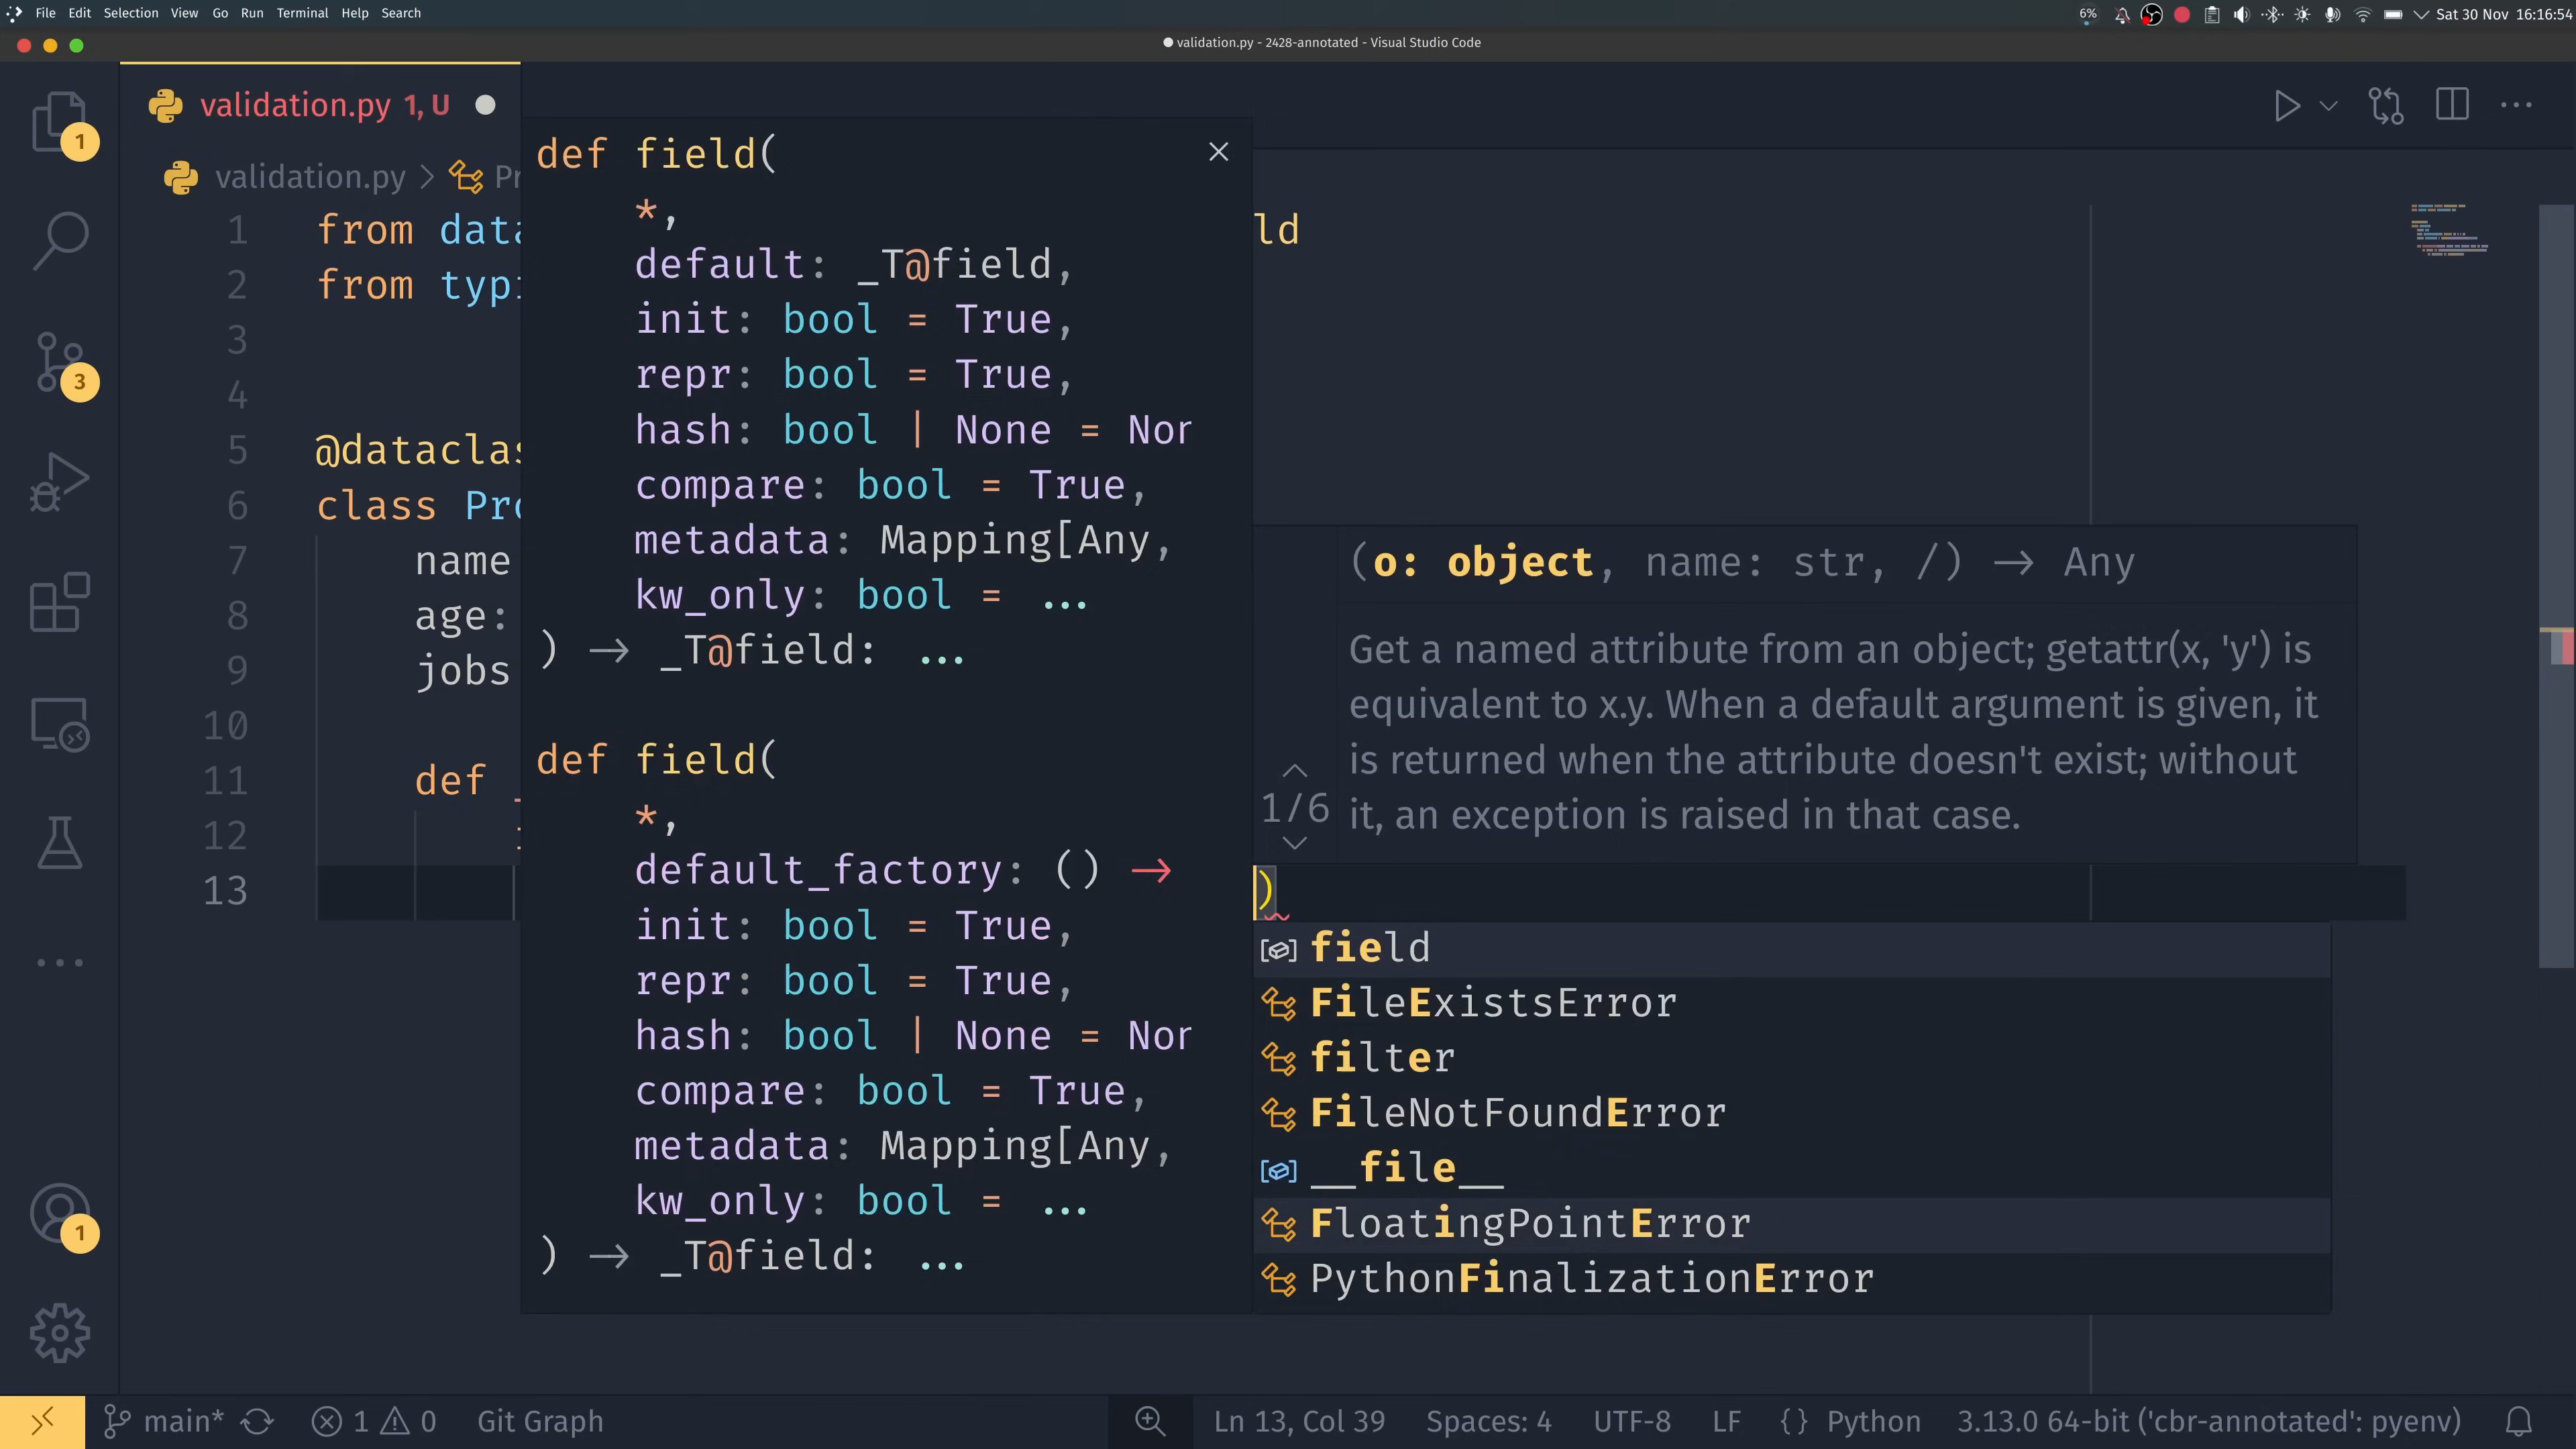 File Edit Selection View Go Run Terminal Help Search
6% Sat 30 Nov 16:16:54
validation.py - 2428-annotated - Visual Studio Code
validation.py 1, U
validation.py > Pr
1 from data ld
2 from typi
3
4
5 @dataclas
6 class Pro
7 name
8 age:
9 jobs
10
11 def _
12
13 )
def field(
*,
default: _T@field,
init: bool = True,
repr: bool = True,
hash: bool | None = Nor
compare: bool = True,
metadata: Mapping[Any,
kw_only: bool = ...
) → _T@field: ...
def field(
*,
default_factory: () →
init: bool = True,
repr: bool = True,
hash: bool | None = Nor
compare: bool = True,
metadata: Mapping[Any,
kw_only: bool = ...
) → _T@field: ...
(o: object, name: str, /) → Any
Get a named attribute from an object; getattr(x, 'y') is
equivalent to x.y. When a default argument is given, it
is returned when the attribute doesn't exist; without
it, an exception is raised in that case.
1/6
field
FileExistsError
filter
FileNotFoundError
__file__
FloatingPointError
PythonFinalizationError
1
3
1
main* 1 0 Git Graph Ln 13, Col 39 Spaces: 4 UTF-8 LF {} Python 3.13.0 64-bit ('cbr-annotated': pyenv)